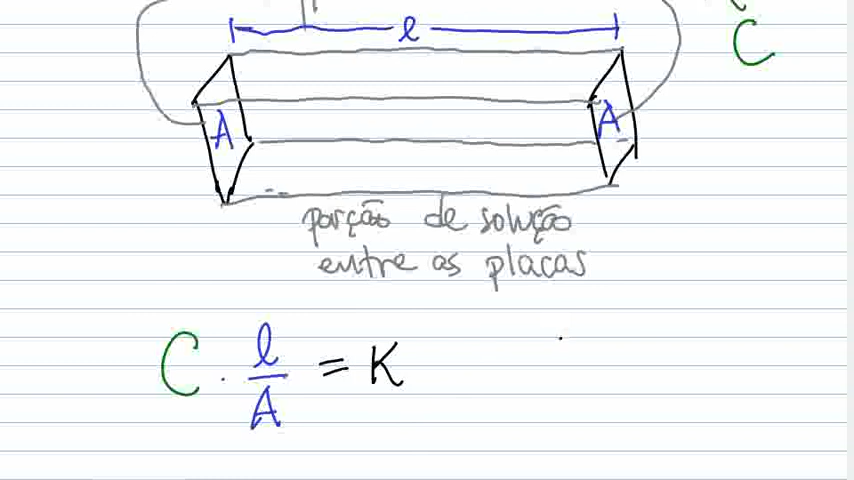 l
C
A A
porção de solução
entre as placas
C · l/A = K